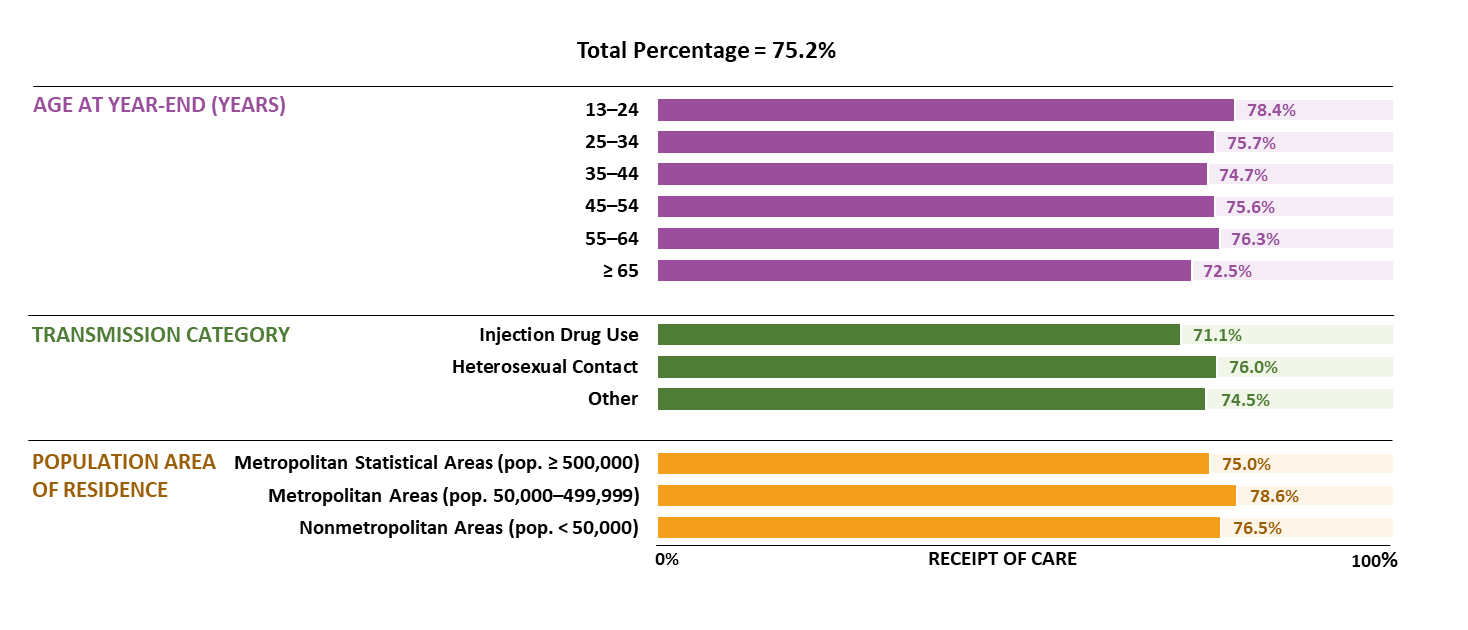 Total Percentage = 75.2%
AGE AT YEAR-END (YEARS)
13–24 78.4%
25–34 75.7%
35–44 74.7%
45–54 75.6%
55–64 76.3%
≥ 65 72.5%
TRANSMISSION CATEGORY
Injection Drug Use 71.1%
Heterosexual Contact 76.0%
Other 74.5%
POPULATION AREA
OF RESIDENCE
Metropolitan Statistical Areas (pop. ≥ 500,000) 75.0%
Metropolitan Areas (pop. 50,000–499,999) 78.6%
Nonmetropolitan Areas (pop. < 50,000) 76.5%
0% RECEIPT OF CARE 100%